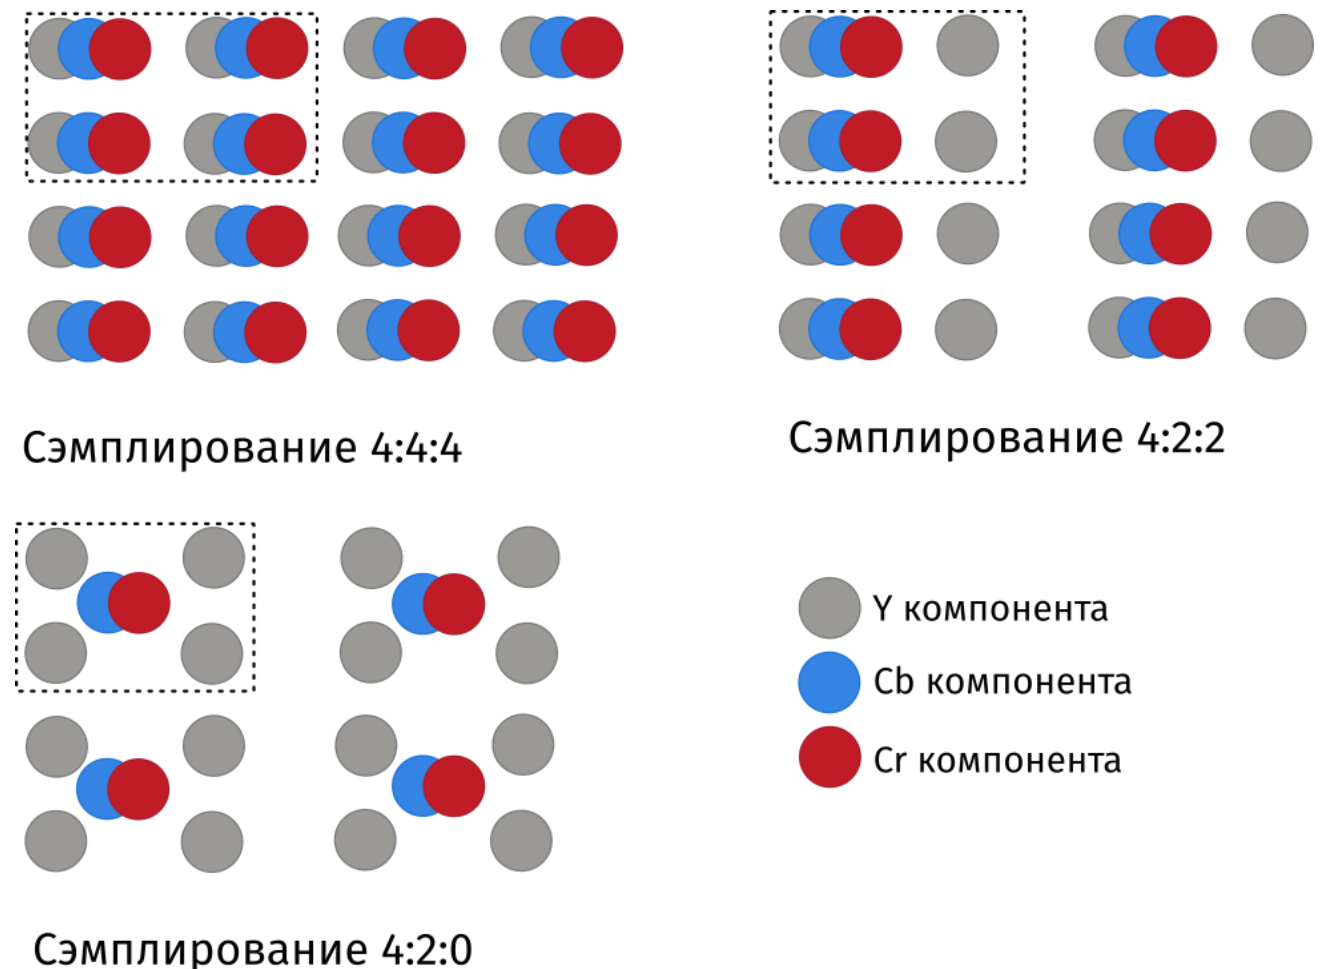 Сэмплирование 4:4:4
Сэмплирование 4:2:2
Y компонента
Cb компонента
Cr компонента
Сэмплирование 4:2:0